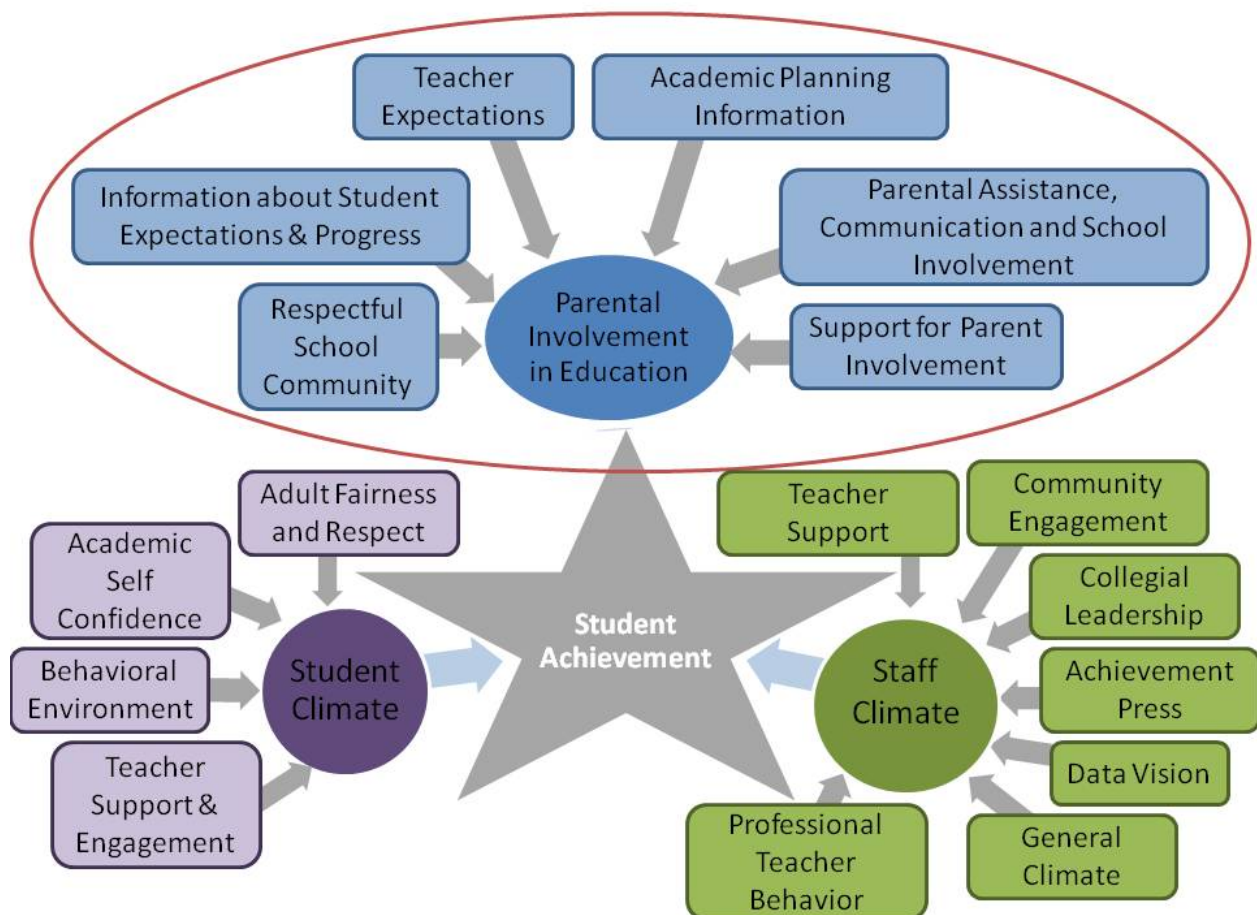 Teacher
Expectations
Academic Planning
Information
Information about Student
Expectations & Progress
Parental Assistance,
Communication and School
Involvement
Respectful
School
Community
Parental
Involvement
in Education
Support for Parent
Involvement
Adult Fairness
and Respect
Academic
Self
Confidence
Behavioral
Environment
Teacher
Support &
Engagement
Student
Climate
Student
Achievement
Teacher
Support
Community
Engagement
Collegial
Leadership
Staff
Climate
Achievement
Press
Data Vision
General
Climate
Professional
Teacher
Behavior